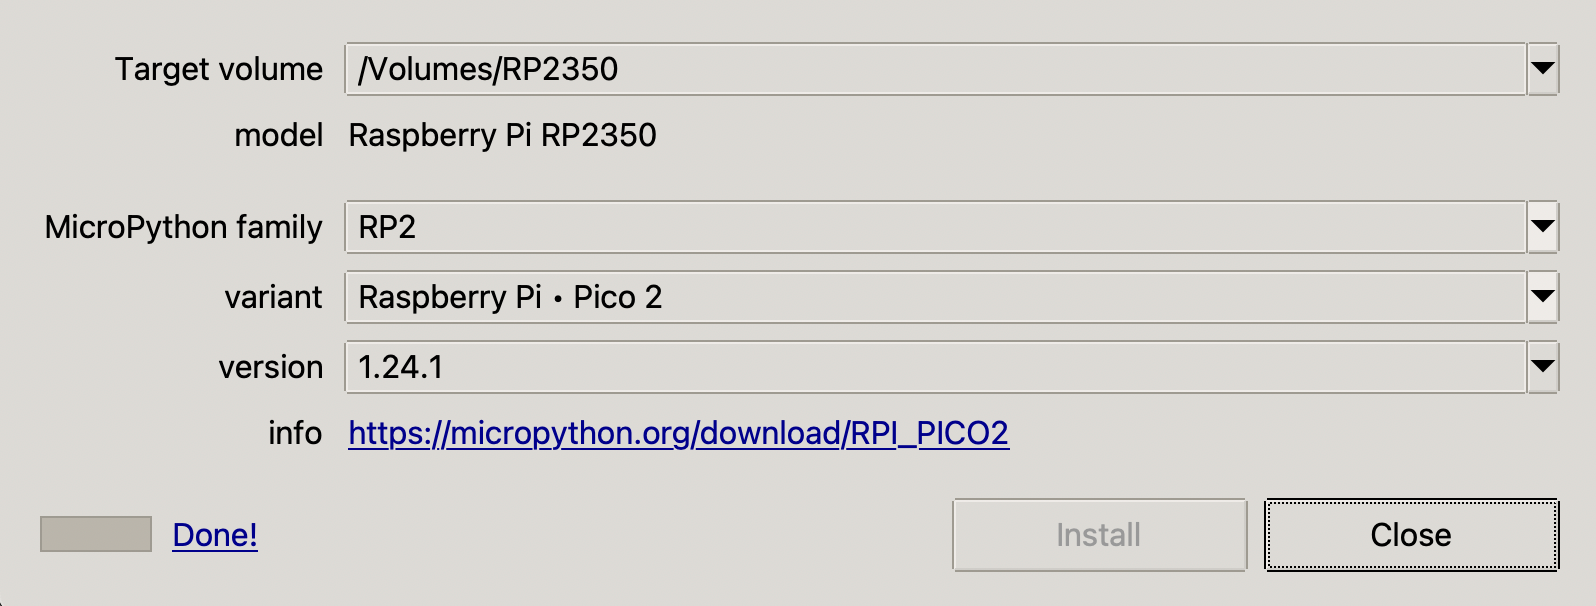 Target volume /Volumes/RP2350
model Raspberry Pi RP2350
MicroPython family RP2
variant Raspberry Pi • Pico 2
version 1.24.1
info https://micropython.org/download/RPI_PICO2
Done! Install Close